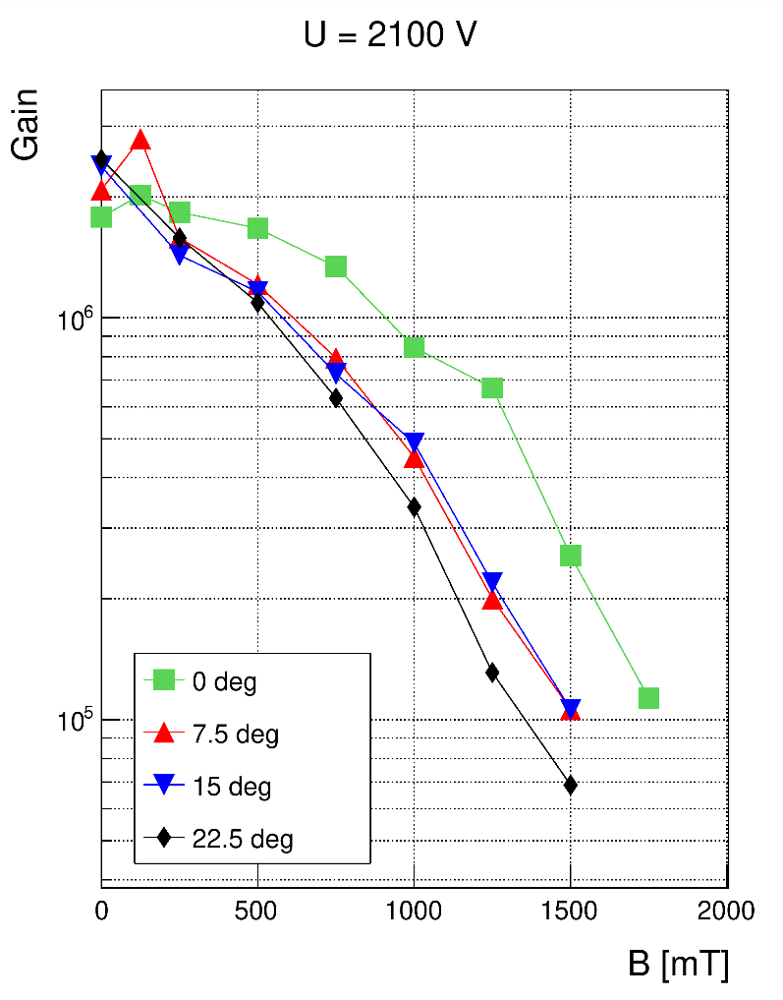 U = 2100 V
Gain
10^6
10^5
0 deg
7.5 deg
15 deg
22.5 deg
0 500 1000 1500 2000
B [mT]